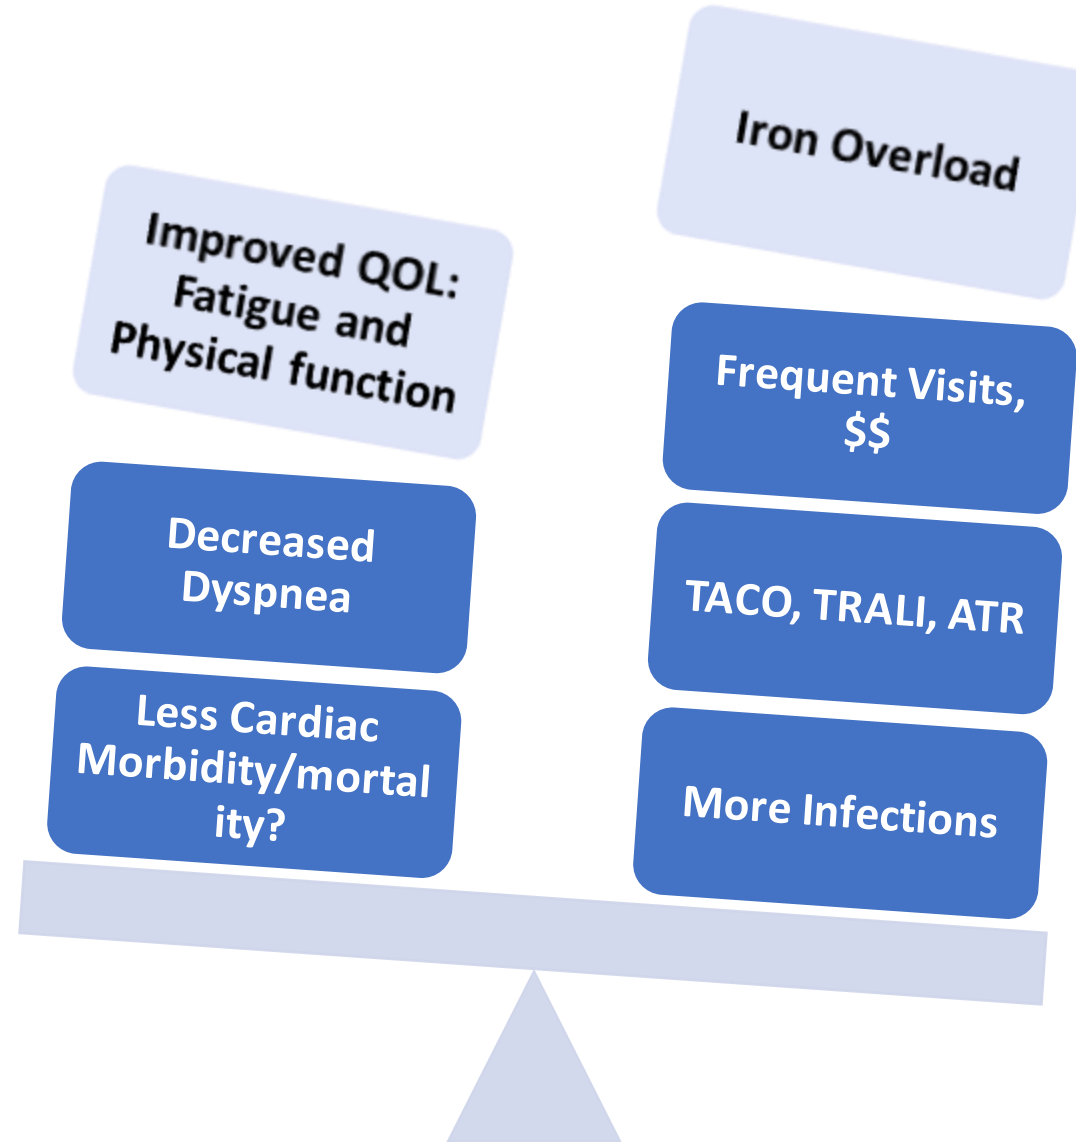 Improved QOL:
Fatigue and
Physical function
Decreased
Dyspnea
Less Cardiac
Morbidity/mortal
ity?
Iron Overload
Frequent Visits,
$$
TACO, TRALI, ATR
More Infections